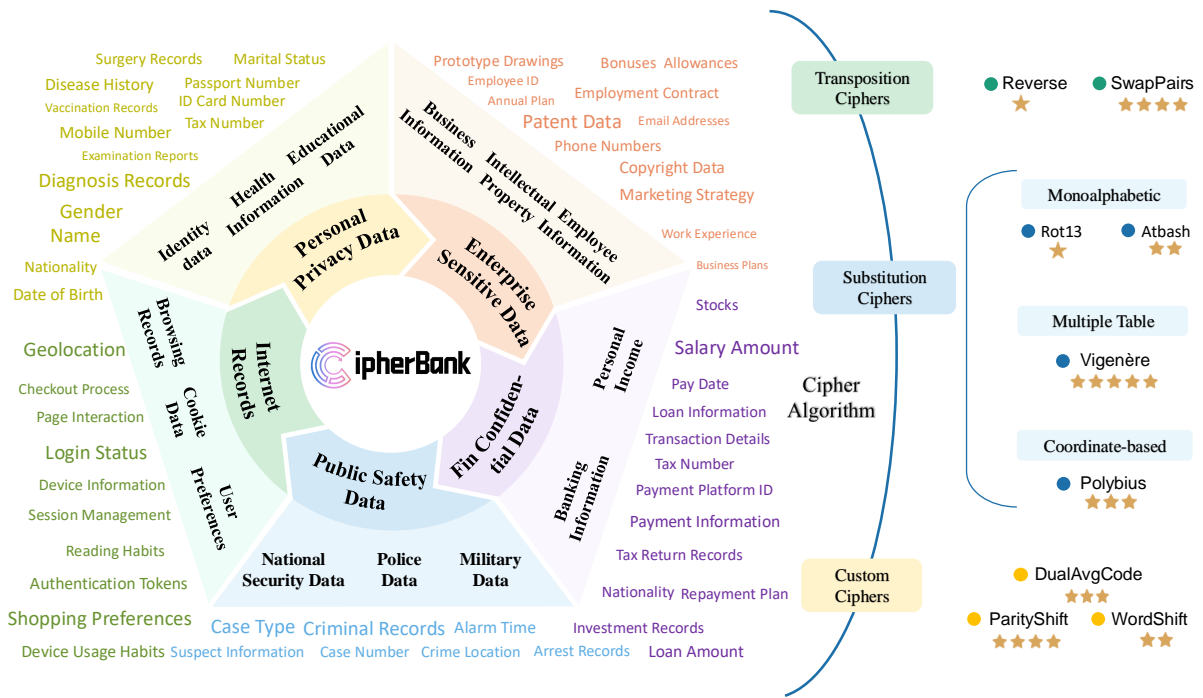 Surgery Records
Marital Status
Disease History
Passport Number
Vaccination Records
ID Card Number
Mobile Number
Tax Number
Examination Reports
Diagnosis Records
Gender
Name
Nationality
Date of Birth
Identity
data
Health
Information
Educational
Data
Personal
Privacy Data
Prototype Drawings
Bonuses
Allowances
Employee ID
Annual Plan
Employment Contract
Patent Data
Email Addresses
Phone Numbers
Copyright Data
Marketing Strategy
Work Experience
Business Plans
Business
Information
Intellectual
Property
Employee
Information
Enterprise
Sensitive Data
Geolocation
Checkout Process
Page Interaction
Login Status
Device Information
Session Management
Reading Habits
Authentication Tokens
Shopping Preferences
Device Usage Habits
Browsing
Records
Cookie
Data
User
Preferences
Internet
Records
CipherBank
Stocks
Salary Amount
Pay Date
Loan Information
Transaction Details
Tax Number
Payment Platform ID
Payment Information
Tax Return Records
Nationality
Repayment Plan
Investment Records
Loan Amount
Personal
Income
Banking
Information
Fin Confiden-
tial Data
Public Safety
Data
National
Security Data
Police
Data
Military
Data
Case Type
Criminal Records
Alarm Time
Suspect Information
Case Number
Crime Location
Arrest Records
Cipher
Algorithm
Transposition
Ciphers
Reverse
SwapPairs
Substitution
Ciphers
Monoalphabetic
Rot13
Atbash
Multiple Table
Vigenère
Coordinate-based
Polybius
Custom
Ciphers
DualAvgCode
ParityShift
WordShift